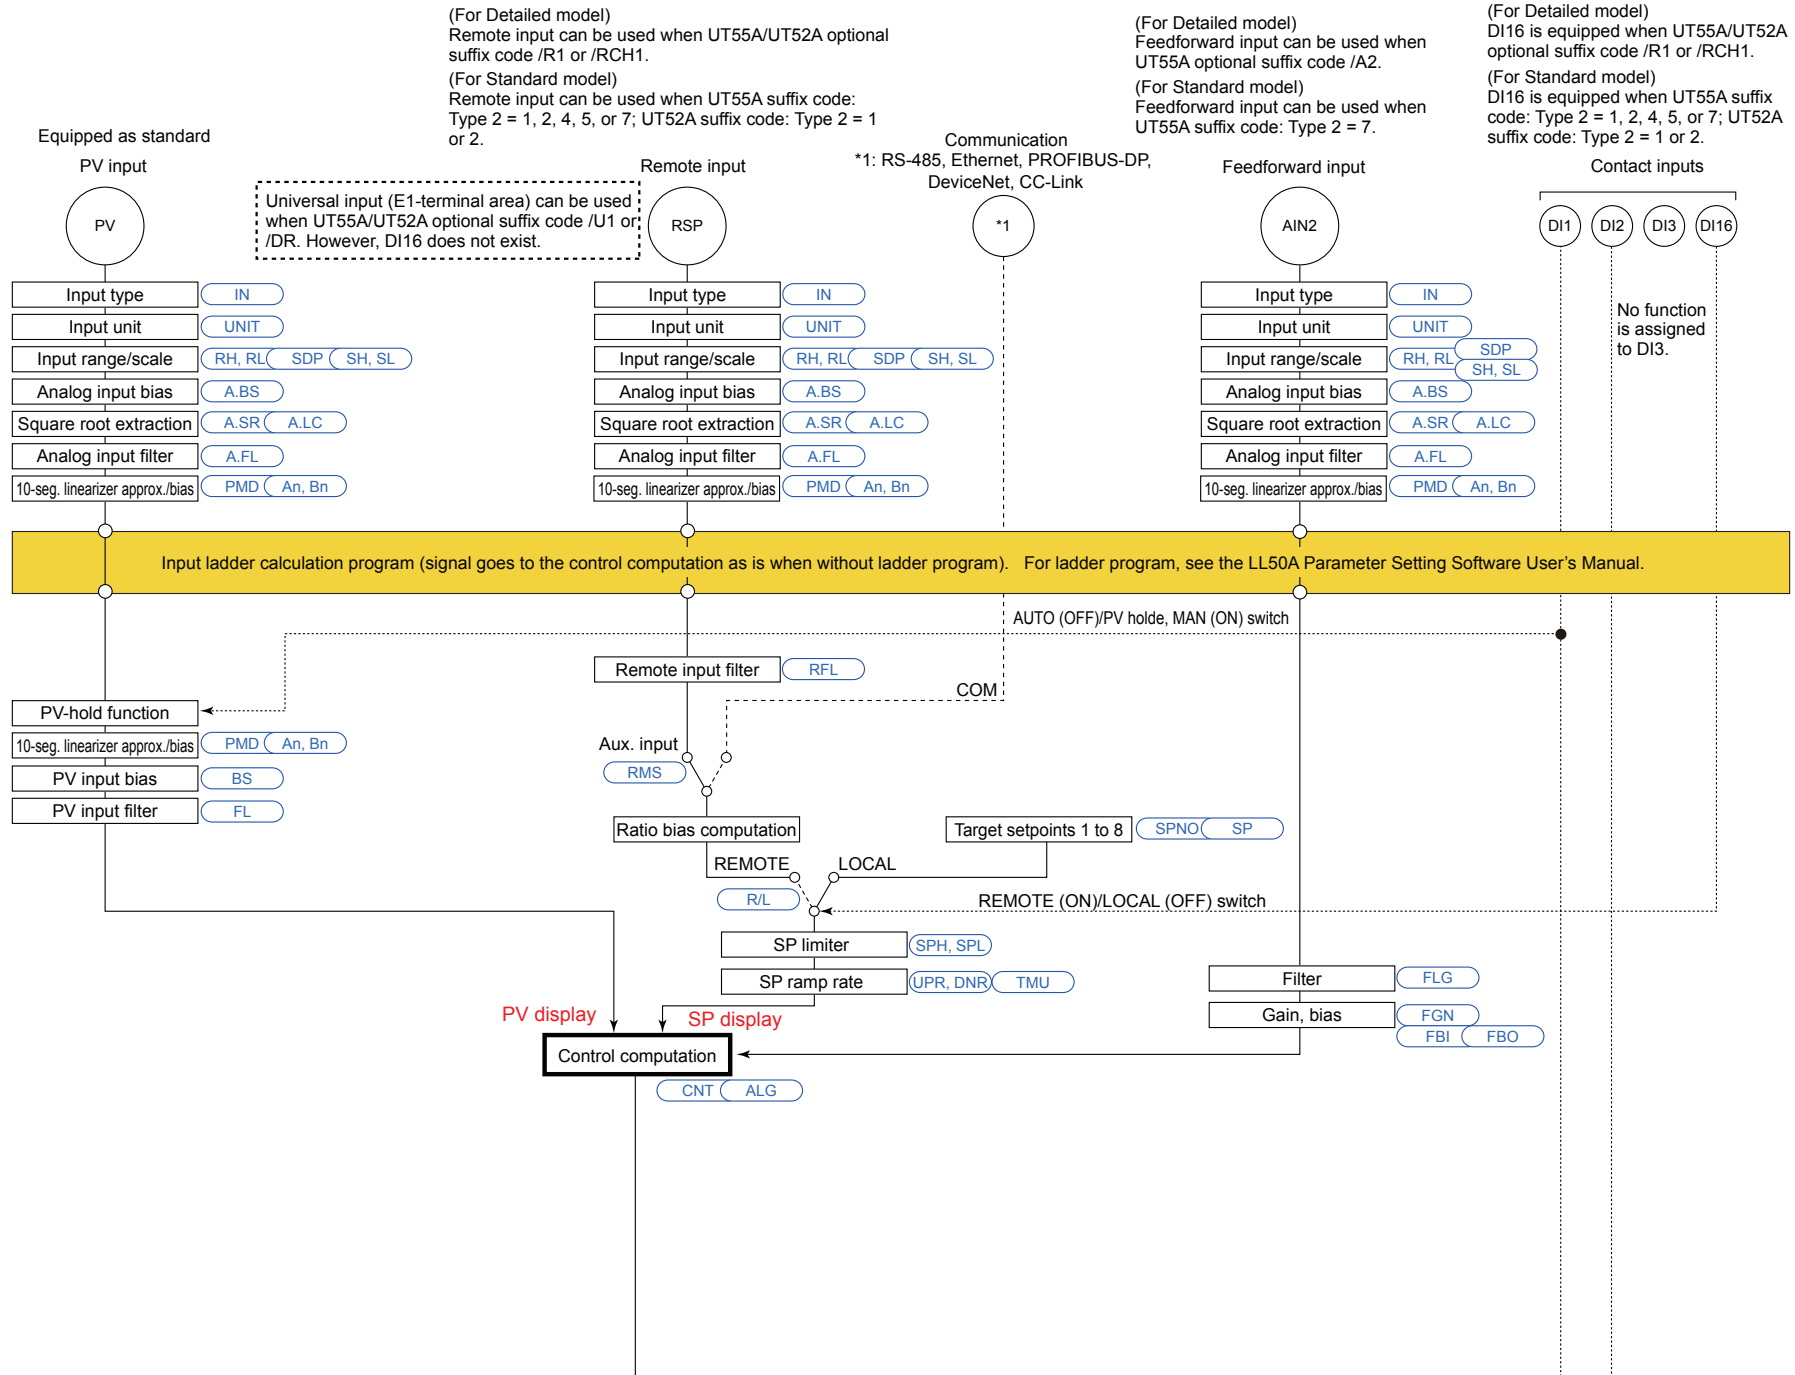 (For Detailed model)
Remote input can be used when UT55A/UT52A optional
suffix code /R1 or /RCH1.
(For Standard model)
Remote input can be used when UT55A suffix code:
Type 2 = 1, 2, 4, 5, or 7; UT52A suffix code: Type 2 = 1
or 2.
(For Detailed model)
Feedforward input can be used when
UT55A optional suffix code /A2.
(For Standard model)
Feedforward input can be used when
UT55A suffix code: Type 2 = 7.
(For Detailed model)
DI16 is equipped when UT55A/UT52A
optional suffix code /R1 or /RCH1.
(For Standard model)
DI16 is equipped when UT55A suffix
code: Type 2 = 1, 2, 4, 5, or 7; UT52A
suffix code: Type 2 = 1 or 2.
Equipped as standard
PV input
Remote input
Communication
*1: RS-485, Ethernet, PROFIBUS-DP,
DeviceNet, CC-Link
Feedforward input
Contact inputs
Universal input (E1-terminal area) can be used
when UT55A/UT52A optional suffix code /U1 or
/DR. However, DI16 does not exist.
PV
RSP
*1
AIN2
DI1 DI2 DI3 DI16
Input type IN
Input unit UNIT
Input range/scale RH, RL SDP SH, SL
Analog input bias A.BS
Square root extraction A.SR A.LC
Analog input filter A.FL
10-seg. linearizer approx./bias PMD An, Bn
Input type IN
Input unit UNIT
Input range/scale RH, RL SDP SH, SL
Analog input bias A.BS
Square root extraction A.SR A.LC
Analog input filter A.FL
10-seg. linearizer approx./bias PMD An, Bn
Input type IN
Input unit UNIT
Input range/scale RH, RL SDP
SH, SL
Analog input bias A.BS
Square root extraction A.SR A.LC
Analog input filter A.FL
10-seg. linearizer approx./bias PMD An, Bn
No function
is assigned
to DI3.
Input ladder calculation program (signal goes to the control computation as is when without ladder program). For ladder program, see the LL50A Parameter Setting Software User's Manual.
AUTO (OFF)/PV holde, MAN (ON) switch
Remote input filter RFL
COM
PV-hold function
10-seg. linearizer approx./bias PMD An, Bn
PV input bias BS
PV input filter FL
Aux. input
RMS
Ratio bias computation
Target setpoints 1 to 8 SPNO SP
REMOTE LOCAL
R/L
REMOTE (ON)/LOCAL (OFF) switch
SP limiter SPH, SPL
SP ramp rate UPR, DNR TMU
Filter FLG
Gain, bias FGN
FBI FBO
PV display
SP display
Control computation
CNT ALG